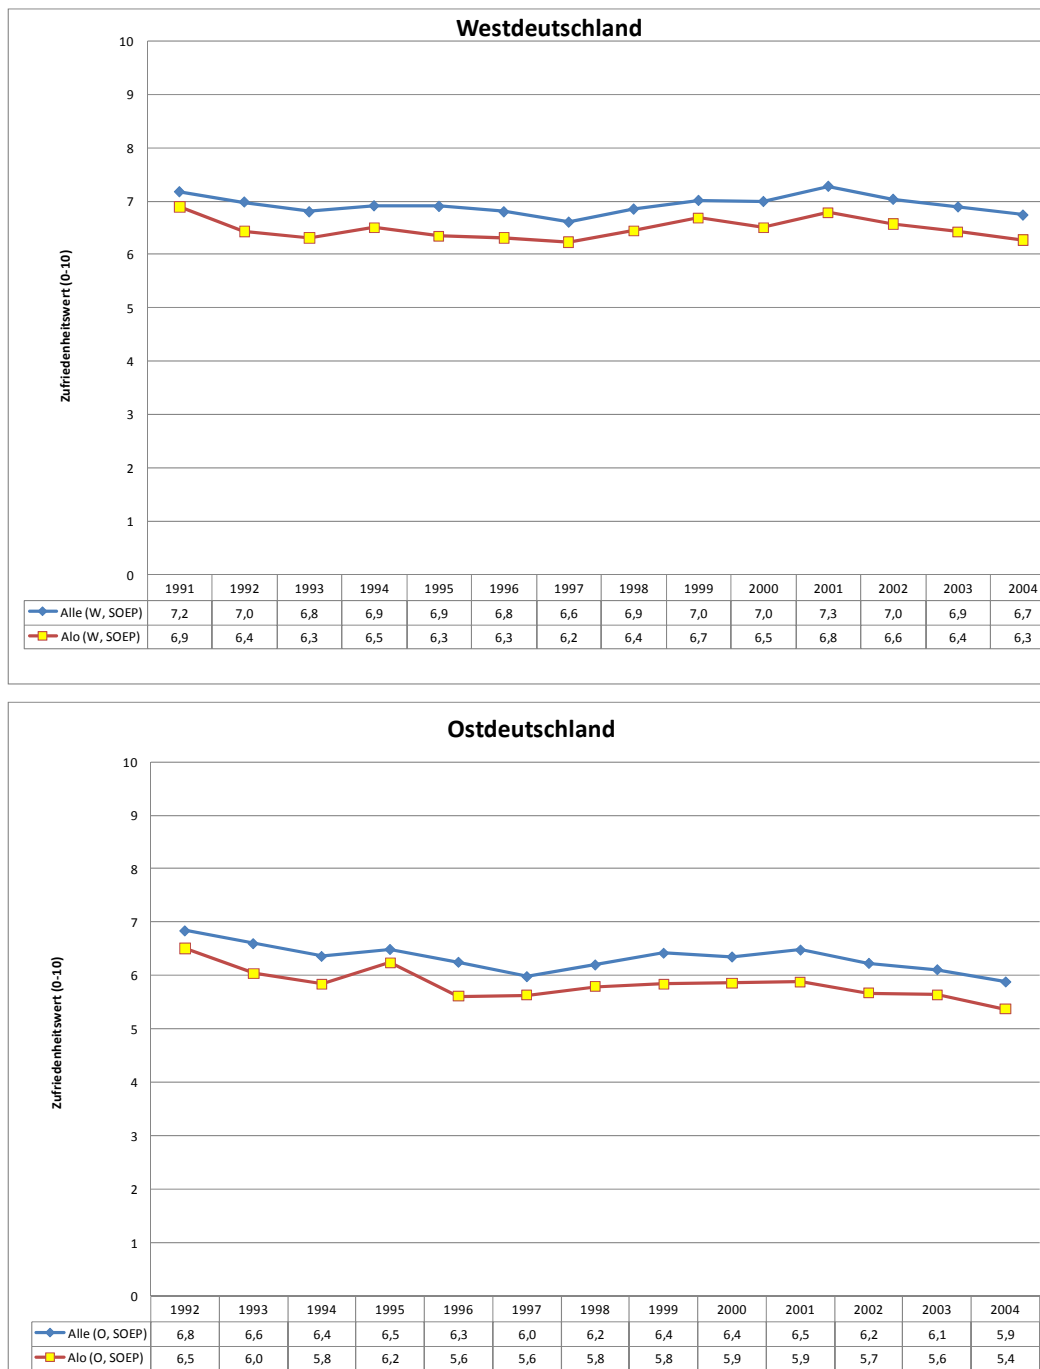 Westdeutschland
10
9
8
7
6
5
4
3
2
1
0
Zufriedenheitswert (0-10)
1991 1992 1993 1994 1995 1996 1997 1998 1999 2000 2001 2002 2003 2004
Alle (W, SOEP) 7,2 7,0 6,8 6,9 6,9 6,8 6,6 6,9 7,0 7,0 7,3 7,0 6,9 6,7
Alo (W, SOEP) 6,9 6,4 6,3 6,5 6,3 6,3 6,2 6,4 6,7 6,5 6,8 6,6 6,4 6,3
Ostdeutschland
10
9
8
7
6
5
4
3
2
1
0
Zufriedenheitswert (0-10)
1992 1993 1994 1995 1996 1997 1998 1999 2000 2001 2002 2003 2004
Alle (O, SOEP) 6,8 6,6 6,4 6,5 6,3 6,0 6,2 6,4 6,4 6,5 6,2 6,1 5,9
Alo (O, SOEP) 6,5 6,0 5,8 6,2 5,6 5,6 5,8 5,8 5,9 5,9 5,7 5,6 5,4